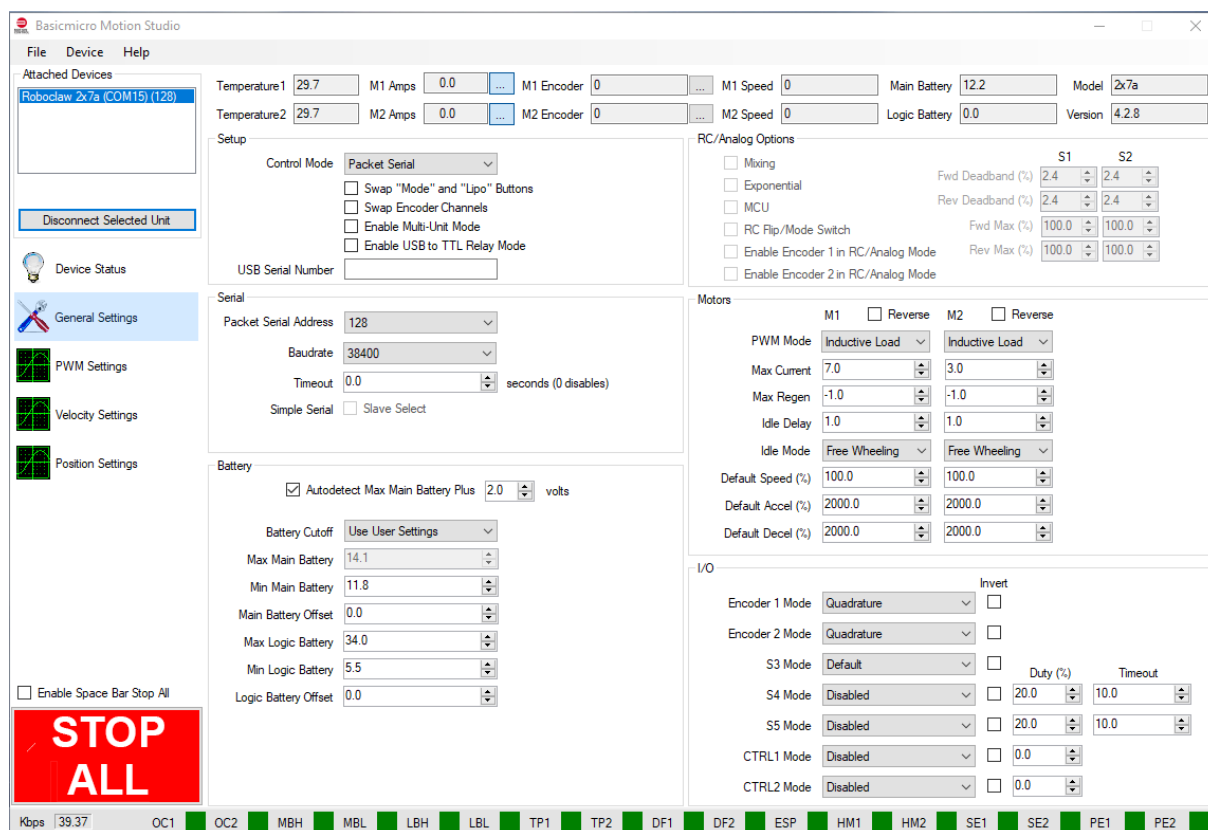 Basicmicro Motion Studio
File Device Help
Attached Devices
Roboclaw 2x7a (COM15) (128)
Disconnect Selected Unit
Temperature1 29.7 M1 Amps 0.0 ... M1 Encoder 0 ... M1 Speed 0 Main Battery 12.2 Model 2x7a
Temperature2 29.7 M2 Amps 0.0 ... M2 Encoder 0 ... M2 Speed 0 Logic Battery 0.0 Version 4.2.8
Device Status
General Settings
PWM Settings
Velocity Settings
Position Settings
Enable Space Bar Stop All
STOP
ALL
Setup
Control Mode Packet Serial
Swap "Mode" and "Lipo" Buttons
Swap Encoder Channels
Enable Multi-Unit Mode
Enable USB to TTL Relay Mode
USB Serial Number
Serial
Packet Serial Address 128
Baudrate 38400
Timeout 0.0 seconds (0 disables)
Simple Serial Slave Select
Battery
Autodetect Max Main Battery Plus 2.0 volts
Battery Cutoff Use User Settings
Max Main Battery 14.1
Min Main Battery 11.8
Main Battery Offset 0.0
Max Logic Battery 34.0
Min Logic Battery 5.5
Logic Battery Offset 0.0
RC/Analog Options
S1 S2
Mixing
Fwd Deadband (%) 2.4 2.4
Exponential
Rev Deadband (%) 2.4 2.4
MCU
Fwd Max (%) 100.0 100.0
RC Flip/Mode Switch
Rev Max (%) 100.0 100.0
Enable Encoder 1 in RC/Analog Mode
Enable Encoder 2 in RC/Analog Mode
Motors
M1 Reverse M2 Reverse
PWM Mode Inductive Load Inductive Load
Max Current 7.0 3.0
Max Regen -1.0 -1.0
Idle Delay 1.0 1.0
Idle Mode Free Wheeling Free Wheeling
Default Speed (%) 100.0 100.0
Default Accel (%) 2000.0 2000.0
Default Decel (%) 2000.0 2000.0
I/O
Invert
Encoder 1 Mode Quadrature
Encoder 2 Mode Quadrature
S3 Mode Default
Duty (%) Timeout
S4 Mode Disabled 20.0 10.0
S5 Mode Disabled 20.0 10.0
CTRL1 Mode Disabled 0.0
CTRL2 Mode Disabled 0.0
Kbps 39.37 OC1 OC2 MBH MBL LBH LBL TP1 TP2 DF1 DF2 ESP HM1 HM2 SE1 SE2 PE1 PE2